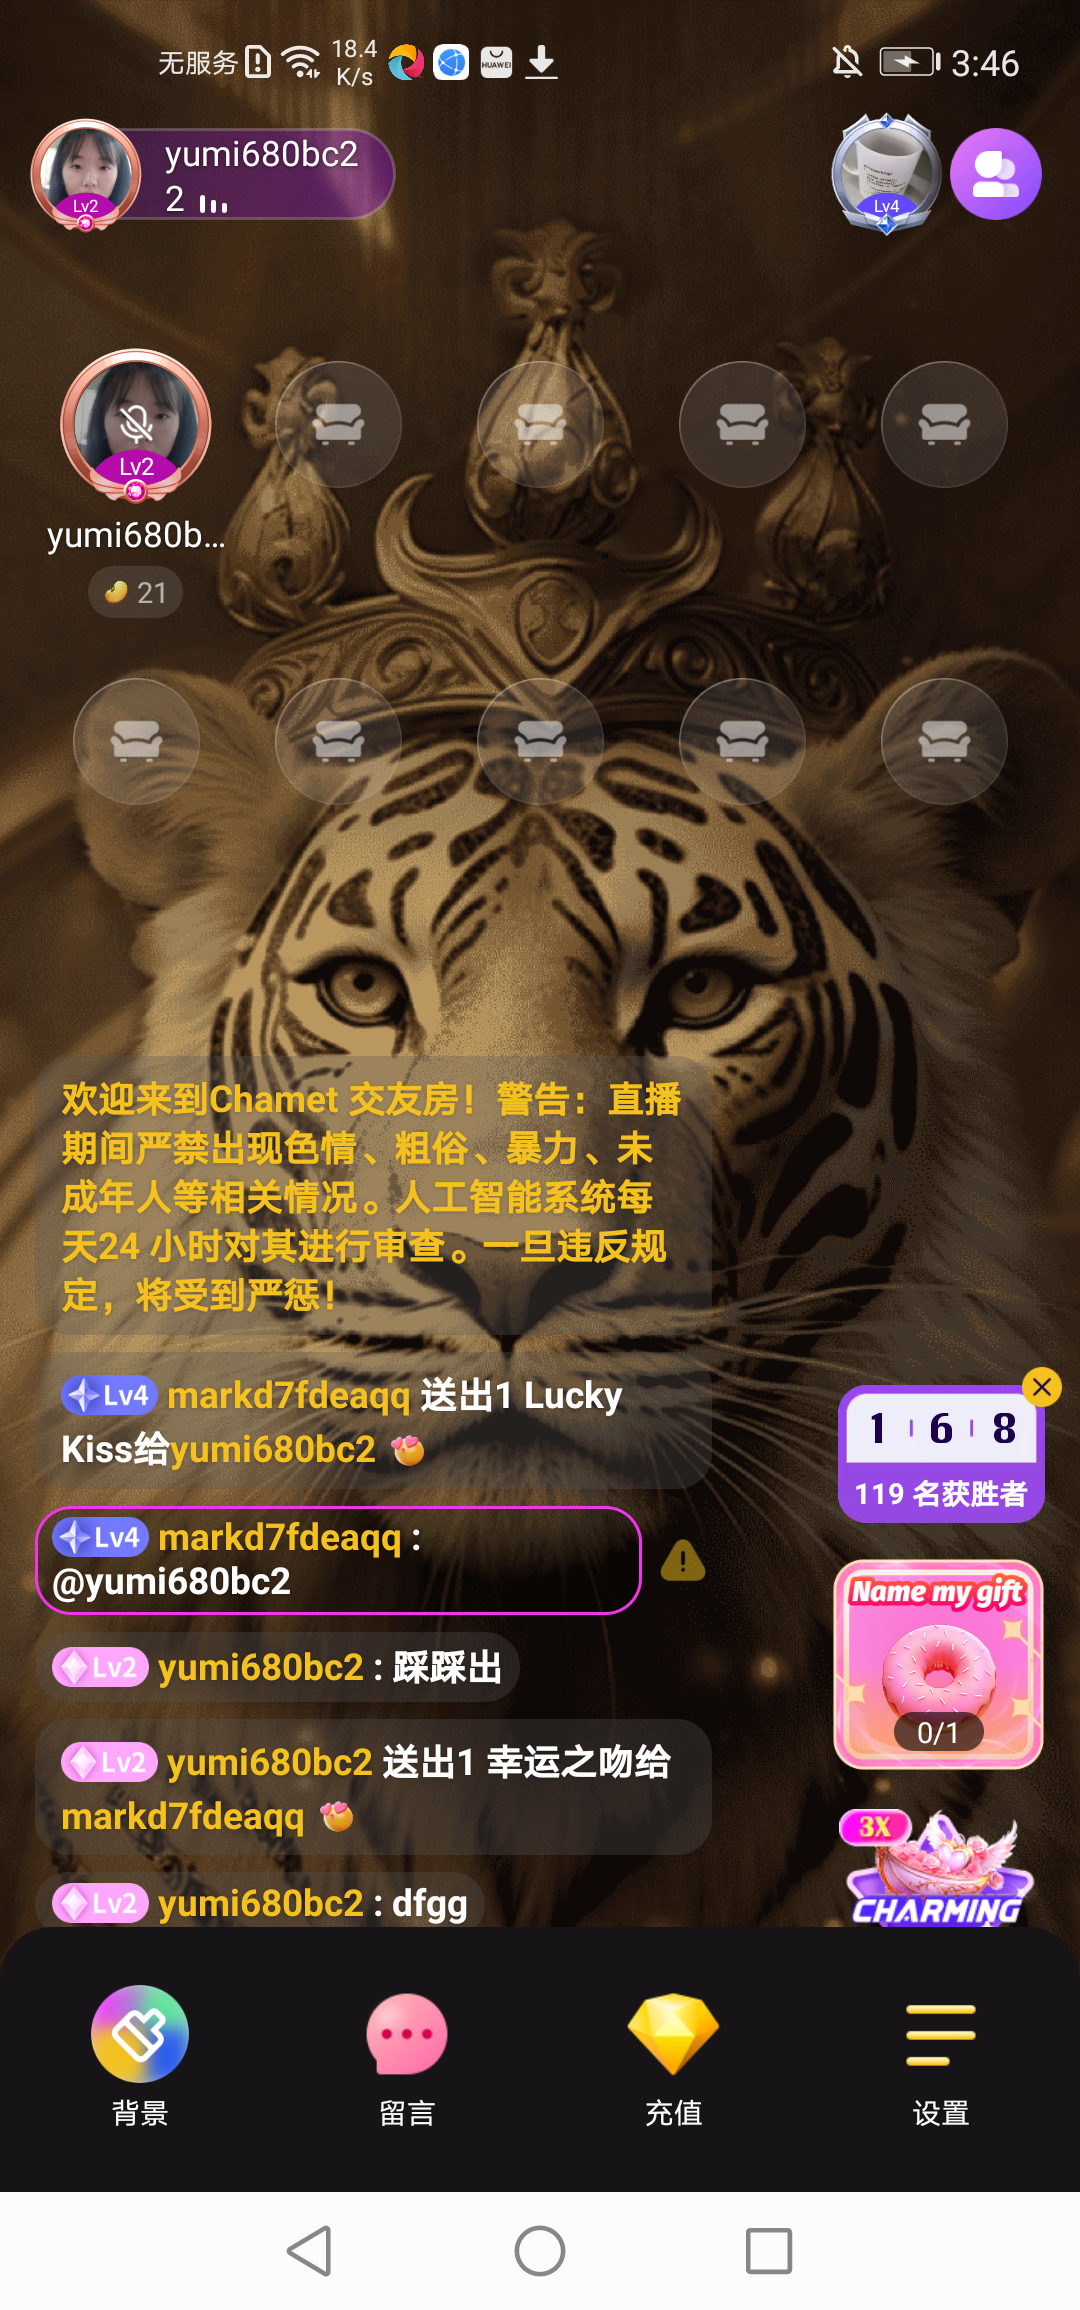 无服务 18.4 K/s HUAWEI 3:46
yumi680bc2
2
Lv2
Lv4
Lv2
yumi680b...
21
欢迎来到Chamet 交友房！警告：直播
期间严禁出现色情、粗俗、暴力、未
成年人等相关情况。人工智能系统每
天24 小时对其进行审查。一旦违反规
定，将受到严惩！
Lv4 markd7fdeaqq 送出1 Lucky
Kiss给yumi680bc2
1 6 8
119 名获胜者
Lv4 markd7fdeaqq :
@yumi680bc2
Name my gift
0/1
Lv2 yumi680bc2 : 踩踩出
Lv2 yumi680bc2 送出1 幸运之吻给
markd7fdeaqq
3X
CHARMING
Lv2 yumi680bc2 : dfgg
背景 留言 充值 设置